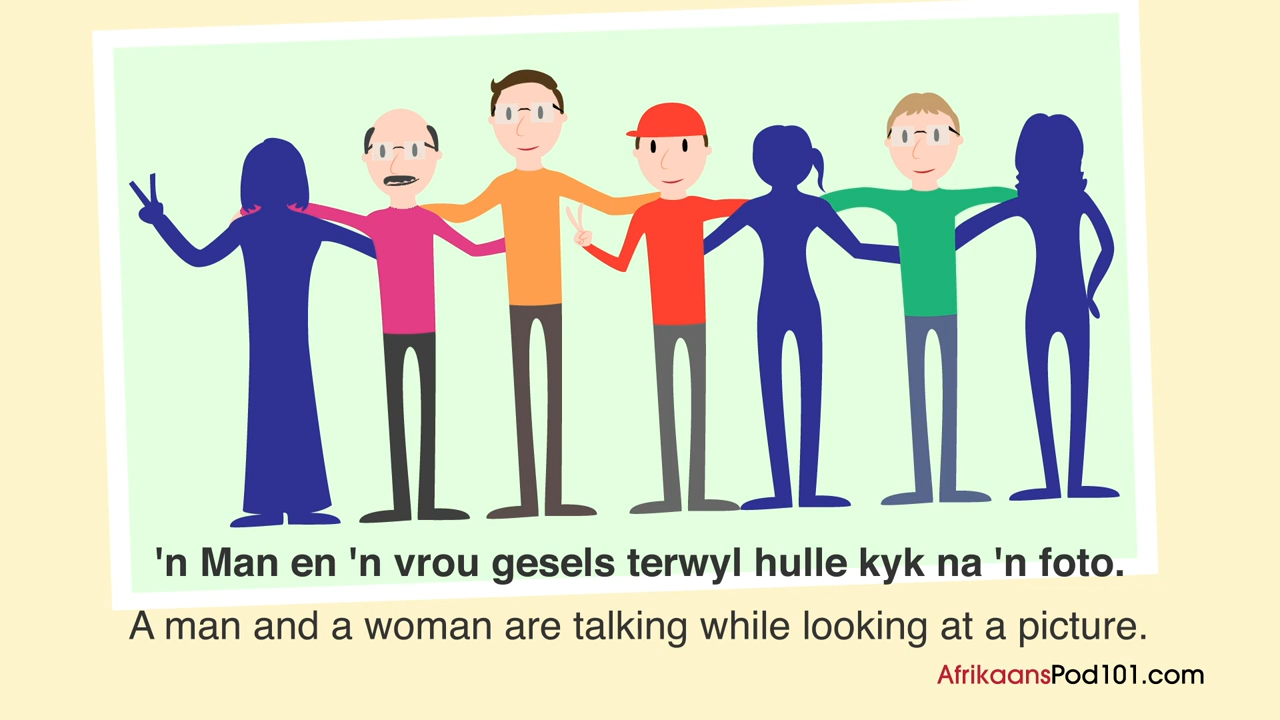 'n Man en 'n vrou gesels terwyl hulle kyk na 'n foto.
A man and a woman are talking while looking at a picture.
AfrikaansPod101.com